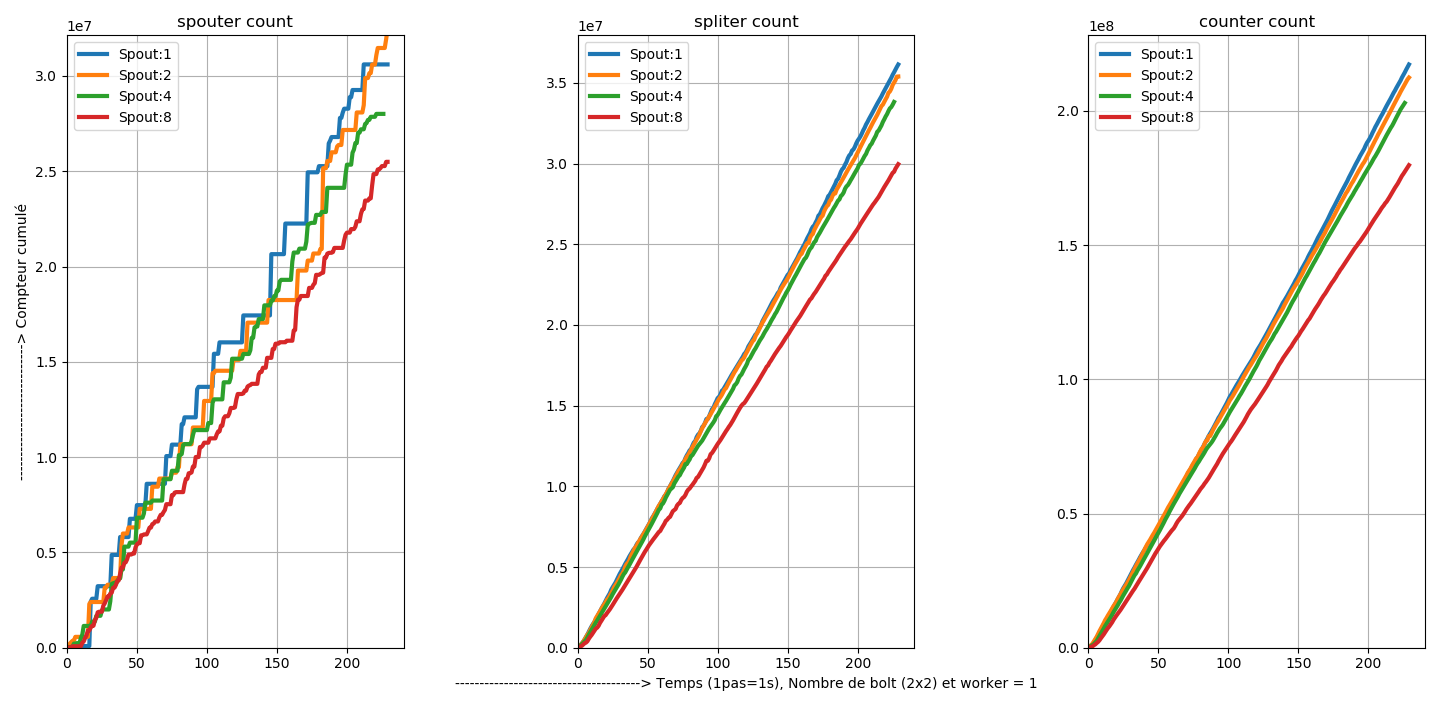 spouter count
1e7
Spout:1
Spout:2
Spout:4
Spout:8
3.0
2.5
2.0
1.5
1.0
0.5
0.0
0 50 100 150 200
-----------------> Compteur cumulé
spliter count
1e7
Spout:1
Spout:2
Spout:4
Spout:8
3.5
3.0
2.5
2.0
1.5
1.0
0.5
0.0
0 50 100 150 200
counter count
1e8
Spout:1
Spout:2
Spout:4
Spout:8
2.0
1.5
1.0
0.5
0.0
0 50 100 150 200
-------------------------------------> Temps (1pas=1s), Nombre de bolt (2x2) et worker = 1